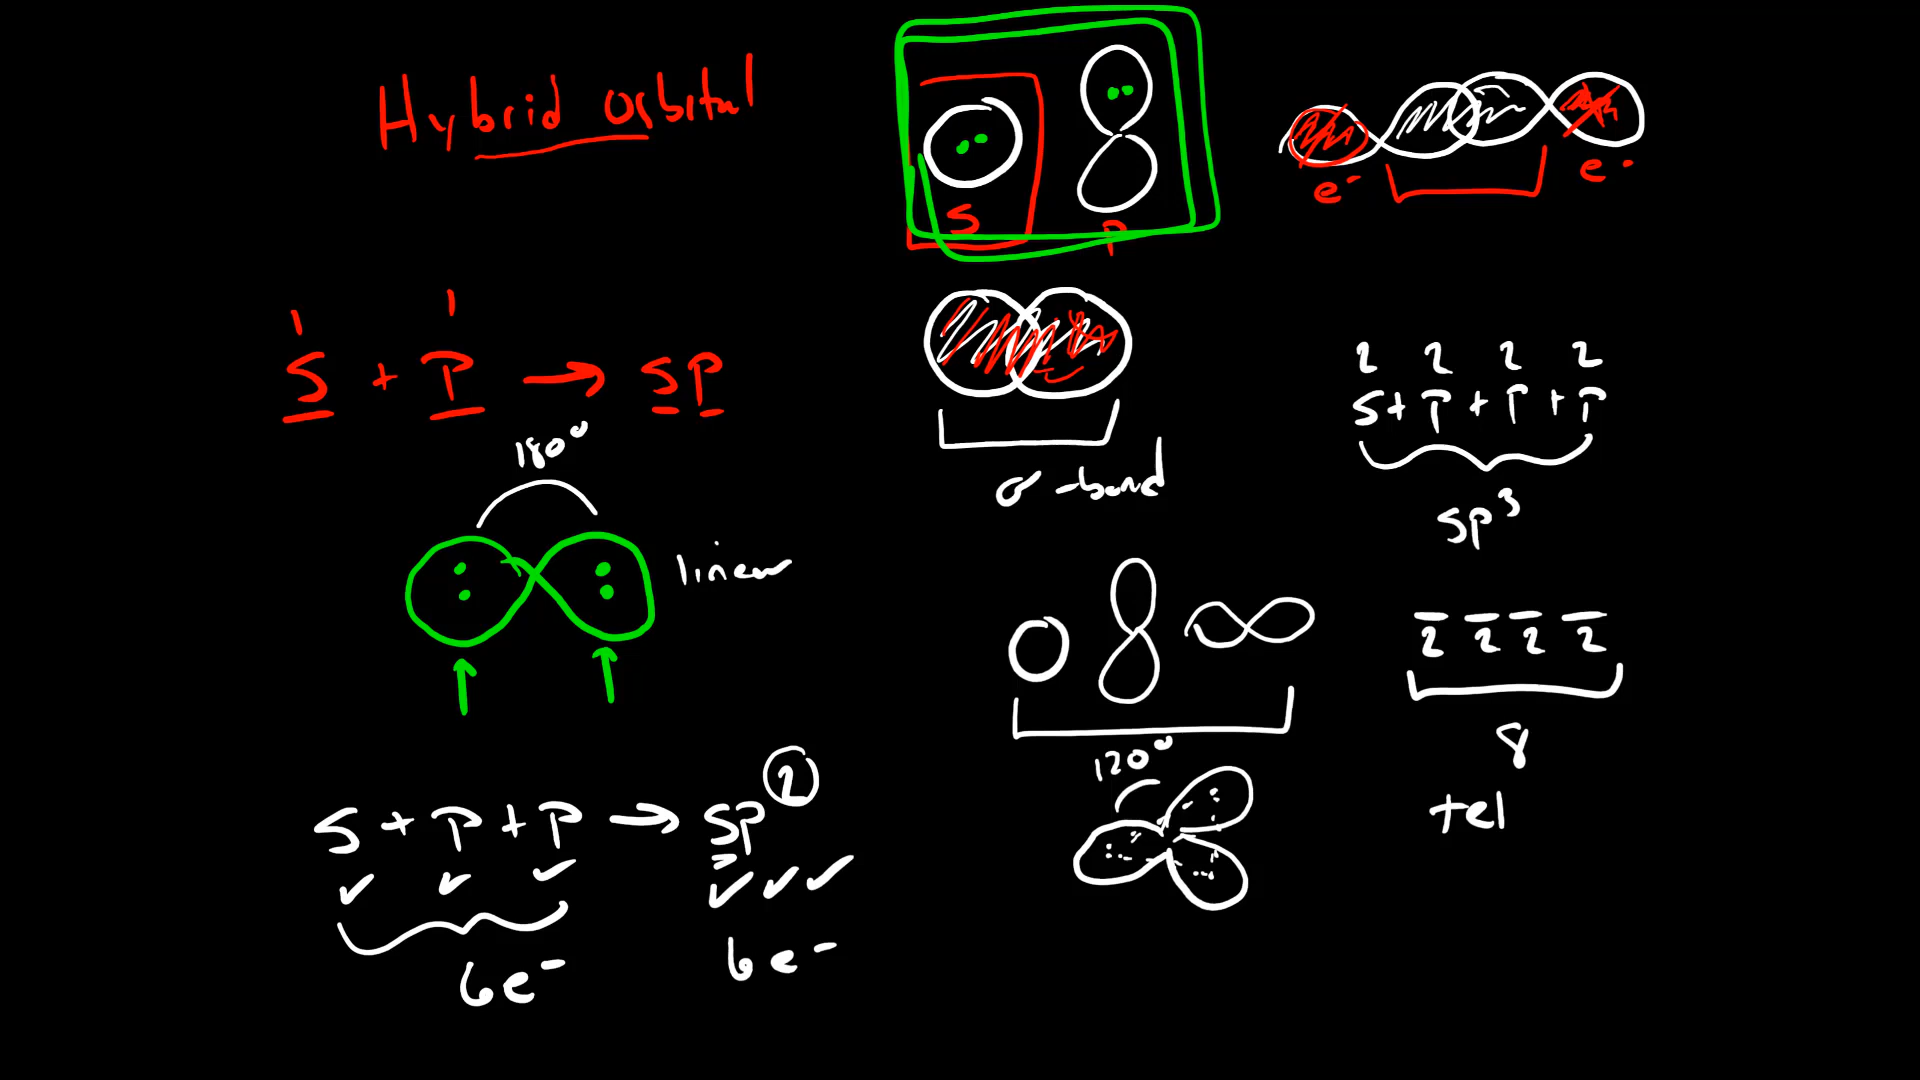 Hybrid orbital
S
P
e⁻
e⁻
1 1
S + P → SP
180°
linear
σ-bond
2 2 2 2
S + P + P + P
SP³
2 2 2 2
8
tel
120°
S + P + P → SP²
6e⁻
6e⁻